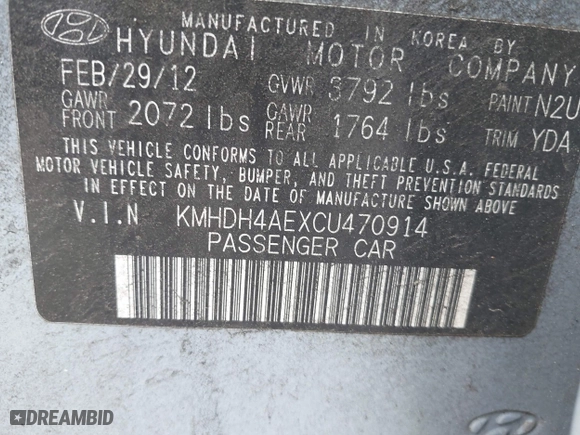 MANUFACTURED IN KOREA BY
HYUNDAI MOTOR COMPANY
FEB/29/12 GVWR 3792 lbs PAINT N2U
GAWR FRONT 2072 lbs GAWR REAR 1764 lbs TRIM YDA
THIS VEHICLE CONFORMS TO ALL APPLICABLE U.S.A. FEDERAL
MOTOR VEHICLE SAFETY, BUMPER, AND THEFT PREVENTION STANDARDS
IN EFFECT ON THE DATE OF MANUFACTURE SHOWN ABOVE
V.I.N KMHDH4AEXCU470914
PASSENGER CAR
DREAMBID